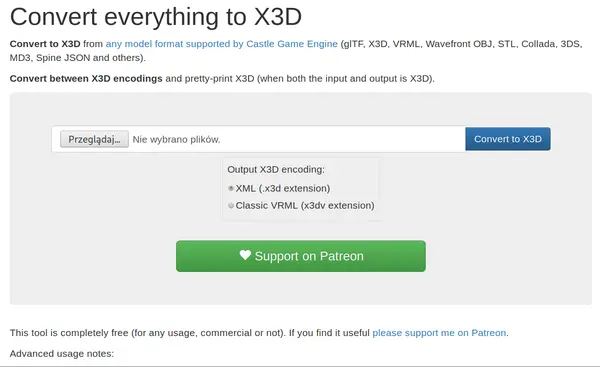 Convert everything to X3D
Convert to X3D from any model format supported by Castle Game Engine (glTF, X3D, VRML, Wavefront OBJ, STL, Collada, 3DS,
MD3, Spine JSON and others).
Convert between X3D encodings and pretty-print X3D (when both the input and output is X3D).
Przeglądaj... Nie wybrano plików. Convert to X3D
Output X3D encoding:
XML (.x3d extension)
Classic VRML (x3dv extension)
Support on Patreon
This tool is completely free (for any usage, commercial or not). If you find it useful please support me on Patreon.
Advanced usage notes: